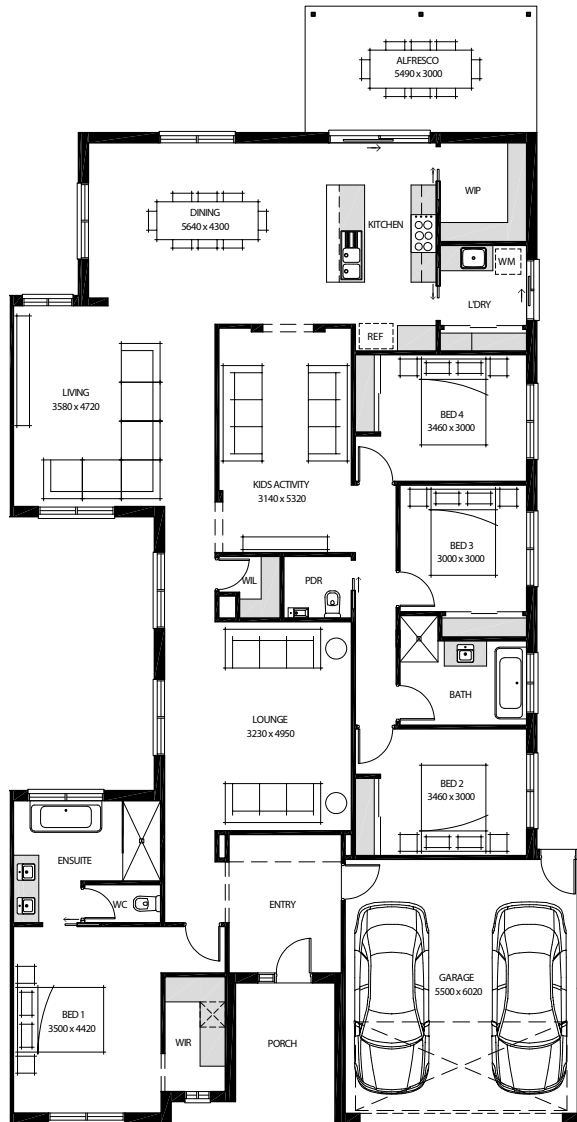 ALFRESCO
5490 x 3000
WIP
DINING
5640 x 4300
KITCHEN
WM
L'DRY
REF
LIVING
3580 x 4720
BED 4
3460 x 3000
KIDS ACTIVITY
3140 x 5320
BED 3
3000 x 3000
WIL
PDR
BATH
LOUNGE
3230 x 4950
BED 2
3460 x 3000
ENSUITE
WC
ENTRY
GARAGE
5500 x 6020
BED 1
3500 x 4420
WIR
PORCH